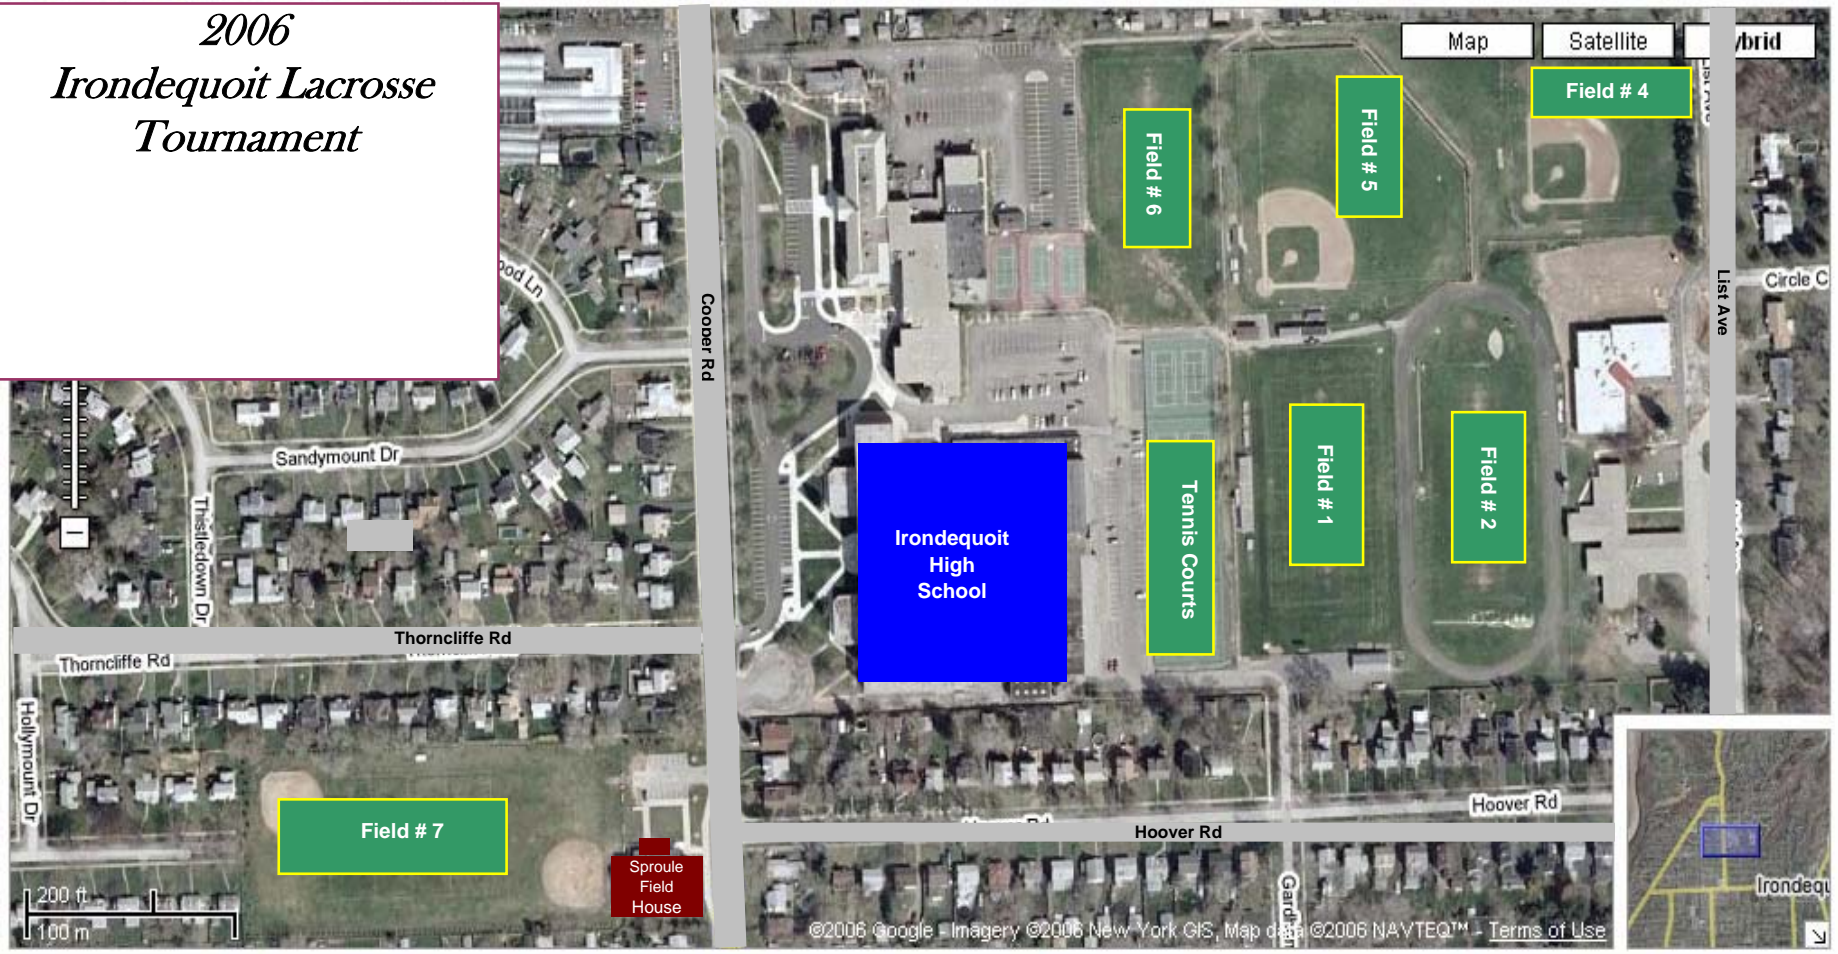 2006
Irondequoit Lacrosse
Tournament
Map
Satellite
ybrid
Field # 4
Field # 5
Field # 6
List Ave
Circle C
ood Ln
Cooper Rd
Sandymount Dr
Thistledown Dr
Field # 1
Field # 2
Tennis Courts
Irondequoit
High
School
Thorncliffe Rd
Thorncliffe Rd
Hollymount Dr
Field # 7
Sproule
Field
House
Hoover Rd
Hoover Rd
Gard
200 ft
100 m
Irondequ
©2006 Google - Imagery ©2006 New York GIS, Map data ©2006 NAVTEQ™ - Terms of Use